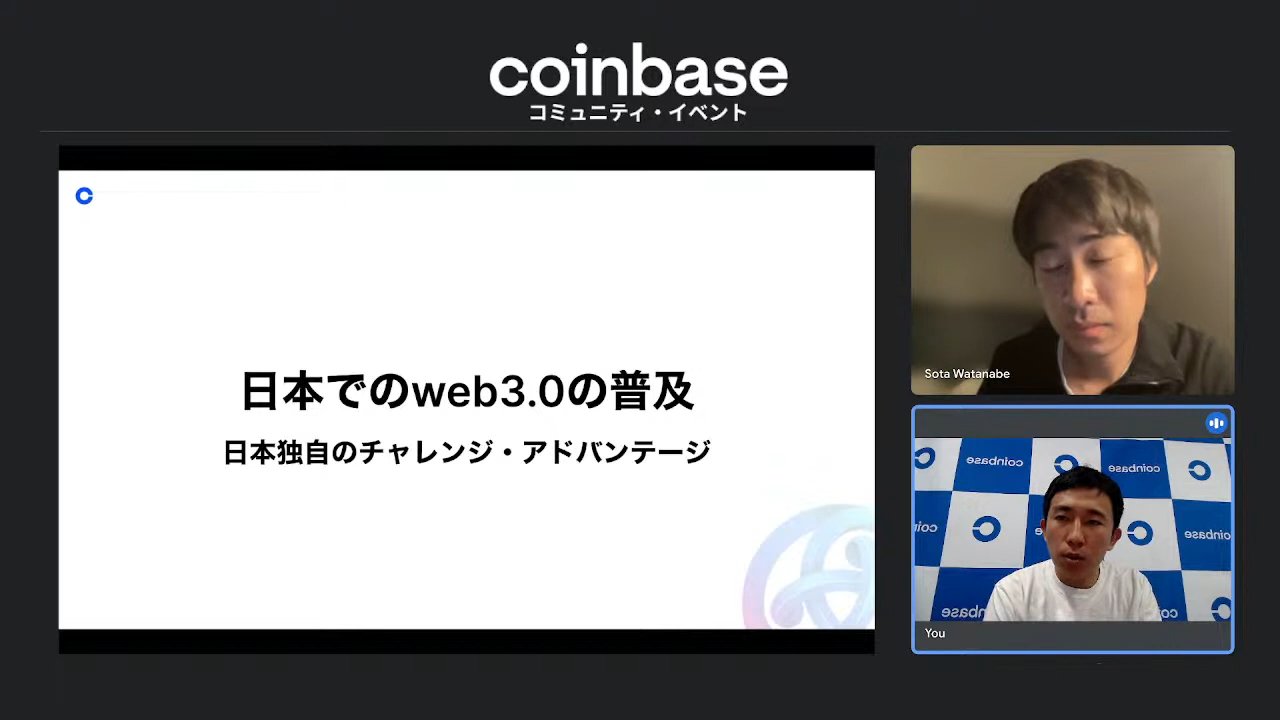 coinbase
コミュニティ・イベント
日本でのweb3.0の普及
日本独自のチャレンジ・アドバンテージ
Sota Watanabe
coinbase
coinbase
coinbase
You